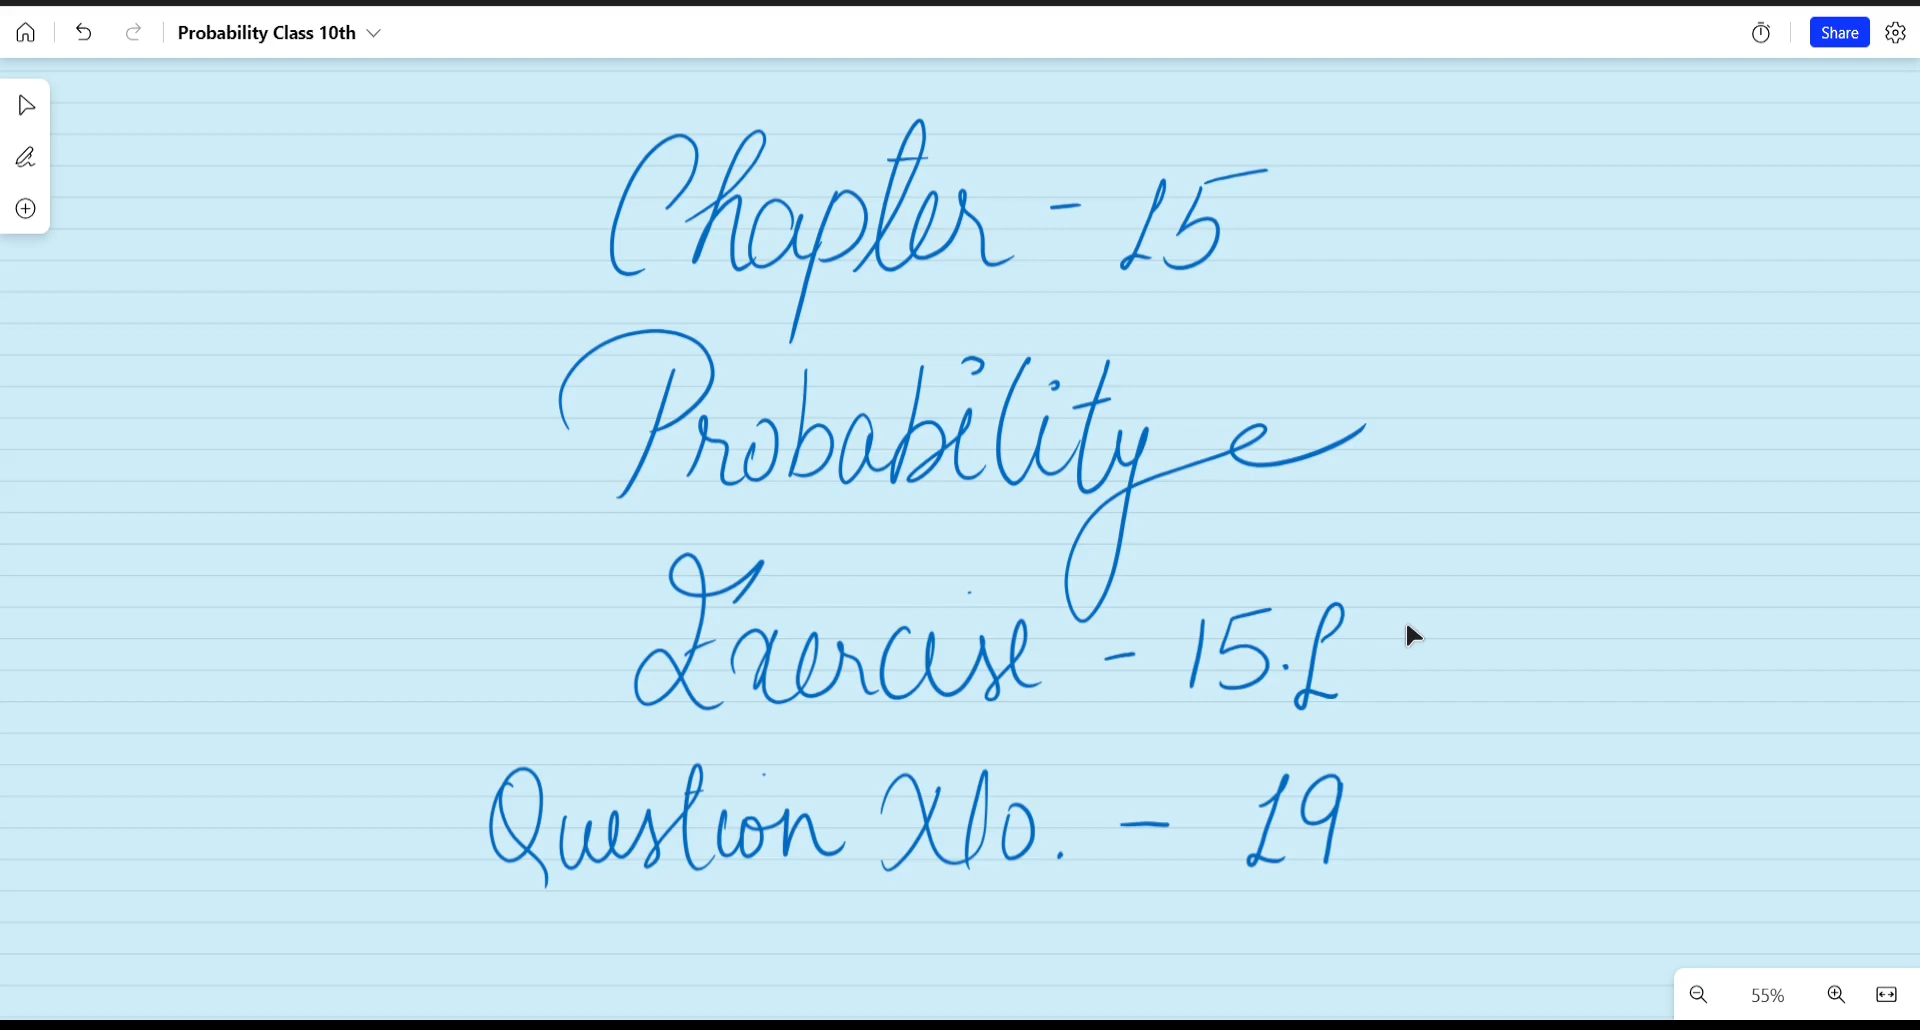 Probability Class 10th
Share
Chapter - 15
Probability
Exercise - 15.1
Question No. - 19
55%